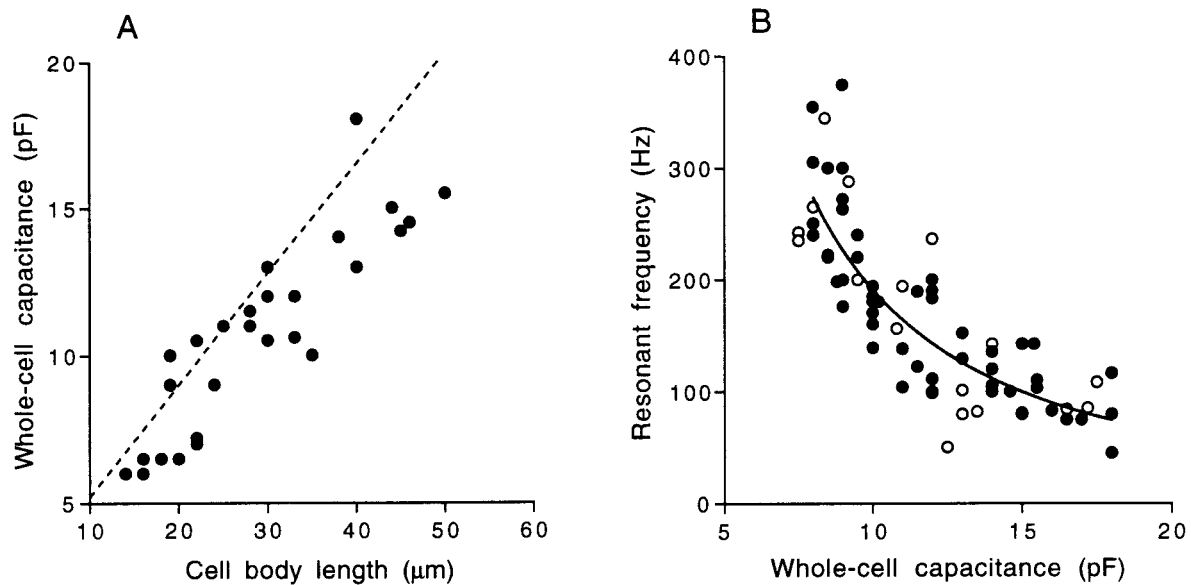 A
Whole-cell capacitance (pF)
20
15
10
5
10 20 30 40 50 60
Cell body length (μm)
B
Resonant frequency (Hz)
400
300
200
100
0
5 10 15 20
Whole-cell capacitance (pF)